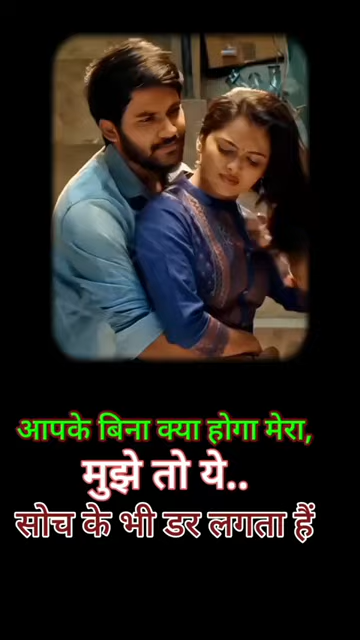 आपके बिना क्या होगा मेरा,
मुझे तो ये..
सोच के भी डर लगता हैं